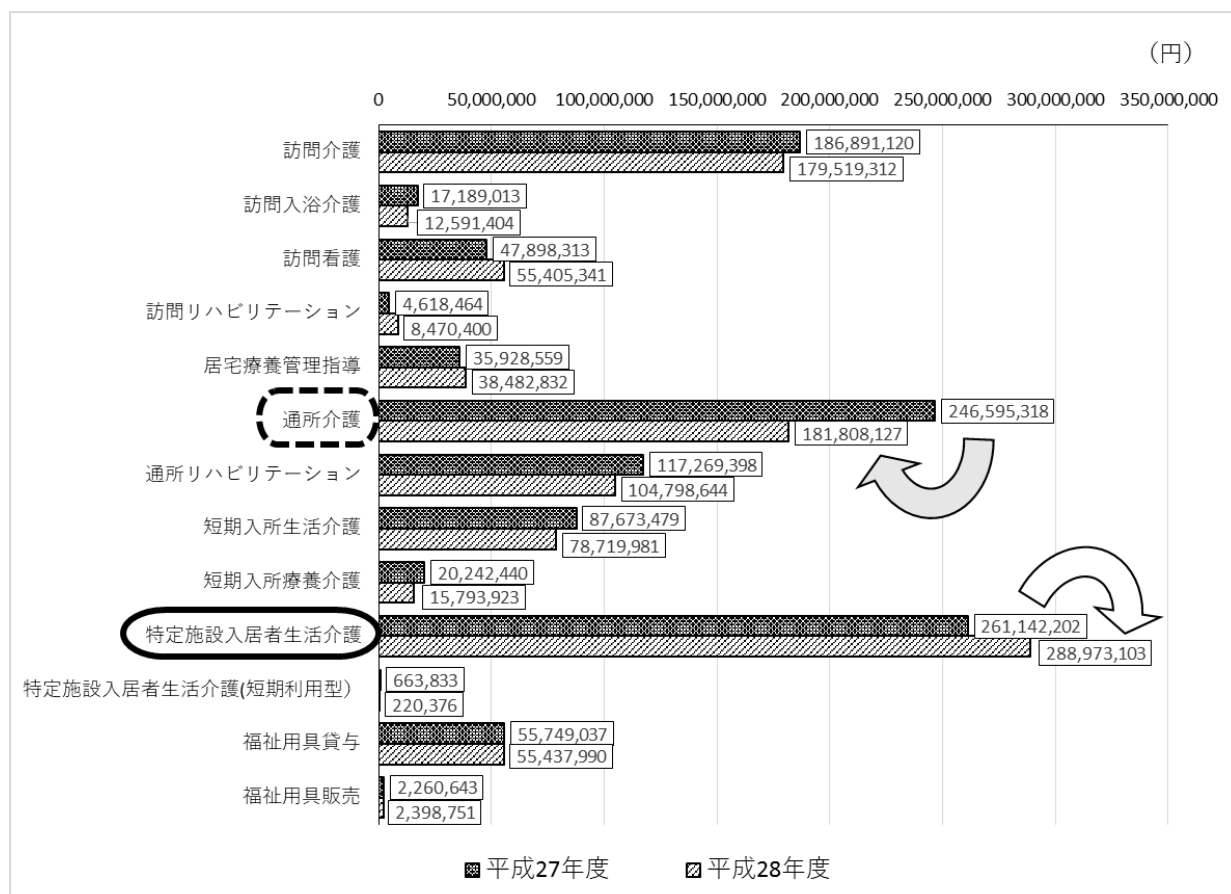 （円）
0 50,000,000 100,000,000 150,000,000 200,000,000 250,000,000 300,000,000 350,000,000
訪問介護 186,891,120
179,519,312
訪問入浴介護 17,189,013
12,591,404
訪問看護 47,898,313
55,405,341
訪問リハビリテーション 4,618,464
8,470,400
居宅療養管理指導 35,928,559
38,482,832
通所介護 246,595,318
181,808,127
通所リハビリテーション 117,269,398
104,798,644
短期入所生活介護 87,673,479
78,719,981
短期入所療養介護 20,242,440
15,793,923
特定施設入居者生活介護 261,142,202
288,973,103
特定施設入居者生活介護(短期利用型） 663,833
220,376
福祉用具貸与 55,749,037
55,437,990
福祉用具販売 2,260,643
2,398,751
平成27年度 平成28年度